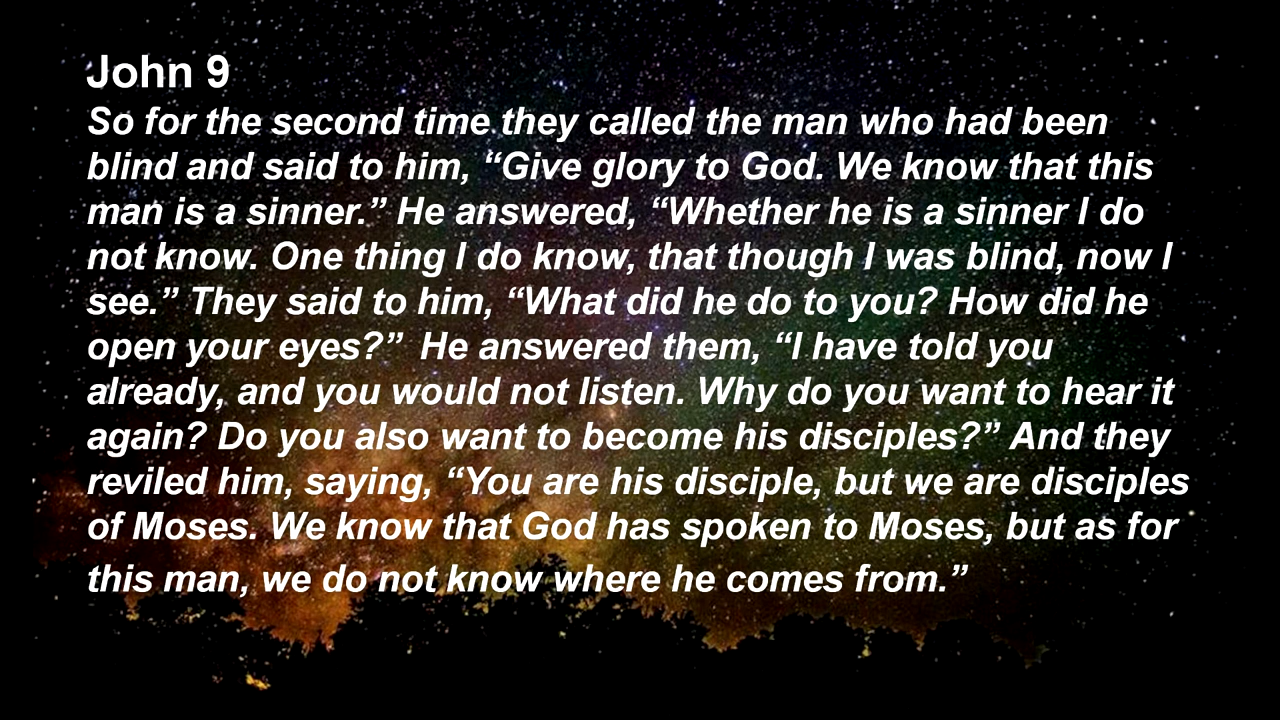 John 9
So for the second time they called the man who had been
blind and said to him, “Give glory to God. We know that this
man is a sinner.” He answered, “Whether he is a sinner I do
not know. One thing I do know, that though I was blind, now I
see.” They said to him, “What did he do to you? How did he
open your eyes?”  He answered them, “I have told you
already, and you would not listen. Why do you want to hear it
again? Do you also want to become his disciples?” And they
reviled him, saying, “You are his disciple, but we are disciples
of Moses. We know that God has spoken to Moses, but as for
this man, we do not know where he comes from.”